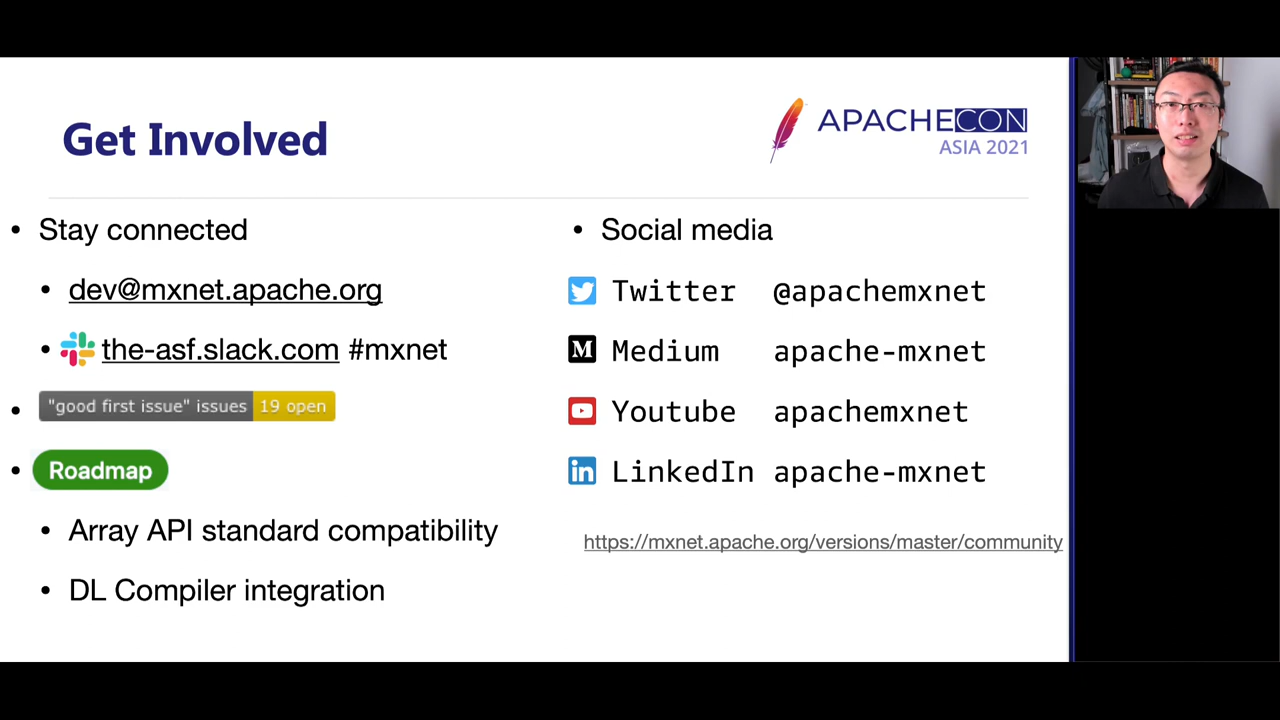 Get Involved
APACHECON
ASIA 2021
Stay connected
dev@mxnet.apache.org
the-asf.slack.com #mxnet
"good first issue" issues 19 open
Roadmap
Array API standard compatibility
DL Compiler integration
Social media
Twitter @apachemxnet
M Medium apache-mxnet
Youtube apachemxnet
in LinkedIn apache-mxnet
https://mxnet.apache.org/versions/master/community